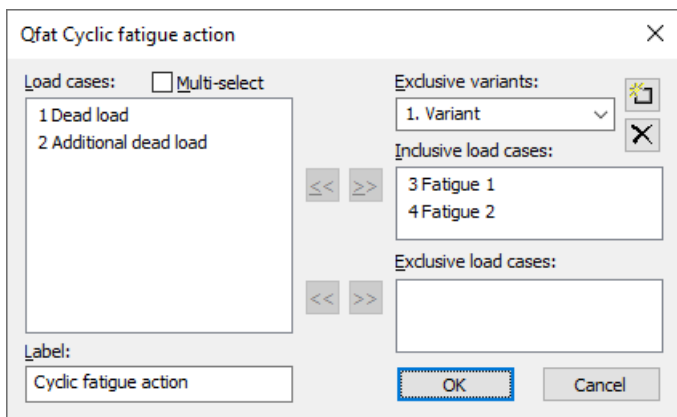 Qfat Cyclic fatigue action
Load cases:
Multi-select
1 Dead load
2 Additional dead load
<< >>
<< >>
Label:
Cyclic fatigue action
Exclusive variants:
1. Variant
Inclusive load cases:
3 Fatigue 1
4 Fatigue 2
Exclusive load cases:
OK
Cancel